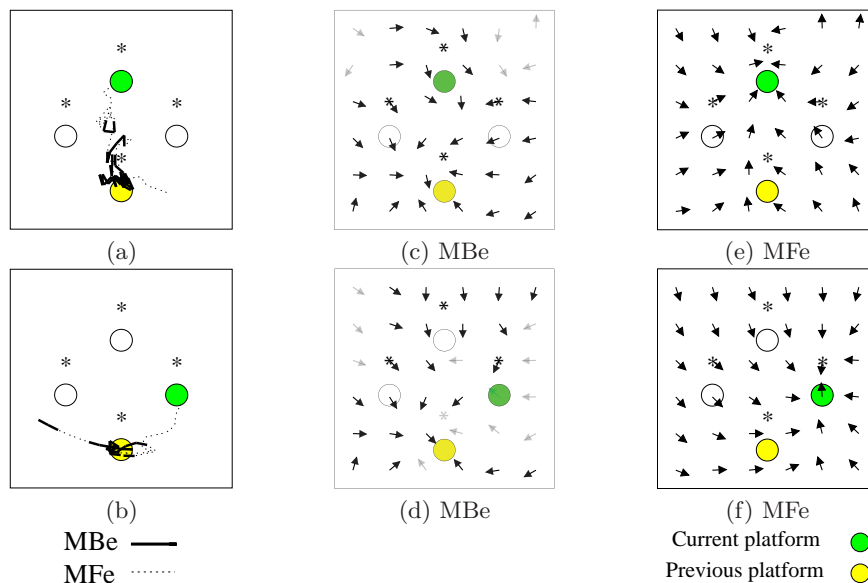 * * *
*
(a)
* * *
*
(c) MBe
* * *
*
(e) MFe
* * *
*
(b)
* * *
*
(d) MBe
* * *
*
(f) MFe
MBe
MFe
Current platform
Previous platform